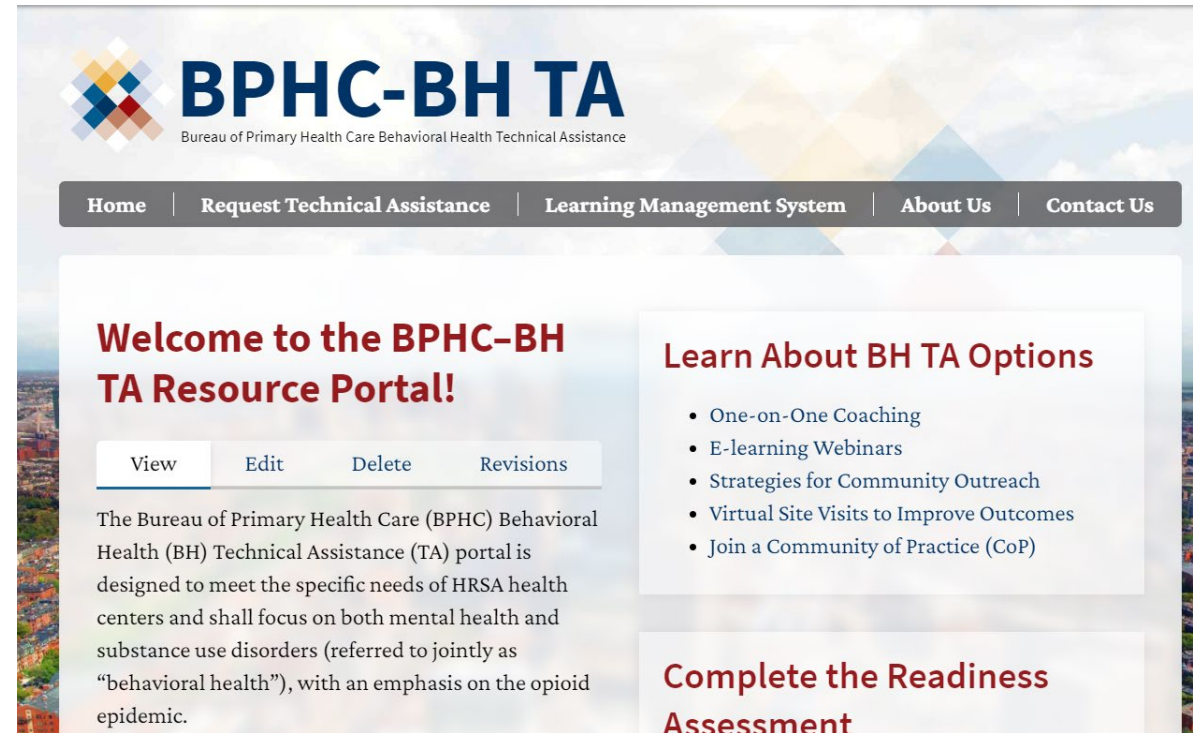 BPHC-BH TA
Bureau of Primary Health Care Behavioral Health Technical Assistance
Home
Request Technical Assistance
Learning Management System
About Us
Contact Us
Welcome to the BPHC–BH
TA Resource Portal!
View
Edit
Delete
Revisions
The Bureau of Primary Health Care (BPHC) Behavioral
Health (BH) Technical Assistance (TA) portal is
designed to meet the specific needs of HRSA health
centers and shall focus on both mental health and
substance use disorders (referred to jointly as
“behavioral health”), with an emphasis on the opioid
epidemic.
Learn About BH TA Options
• One-on-One Coaching
• E-learning Webinars
• Strategies for Community Outreach
• Virtual Site Visits to Improve Outcomes
• Join a Community of Practice (CoP)
Complete the Readiness
Assessment